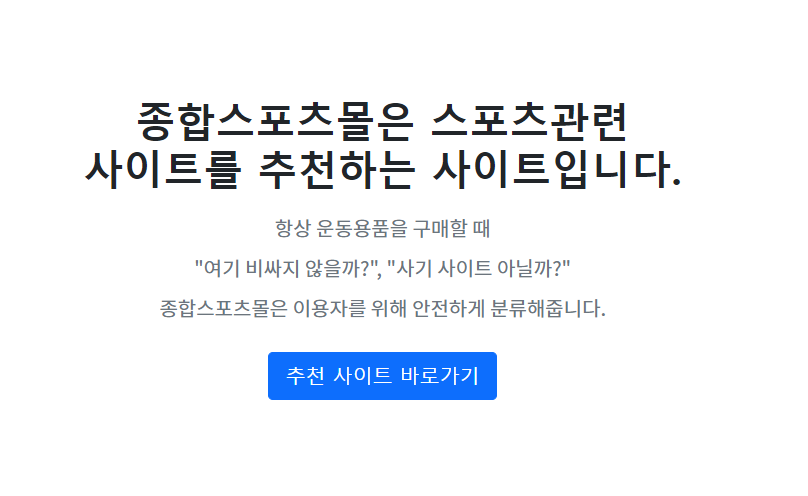 종합스포츠몰은 스포츠관련
사이트를 추천하는 사이트입니다.
항상 운동용품을 구매할 때
"여기 비싸지 않을까?", "사기 사이트 아닐까?"
종합스포츠몰은 이용자를 위해 안전하게 분류해줍니다.
추천 사이트 바로가기